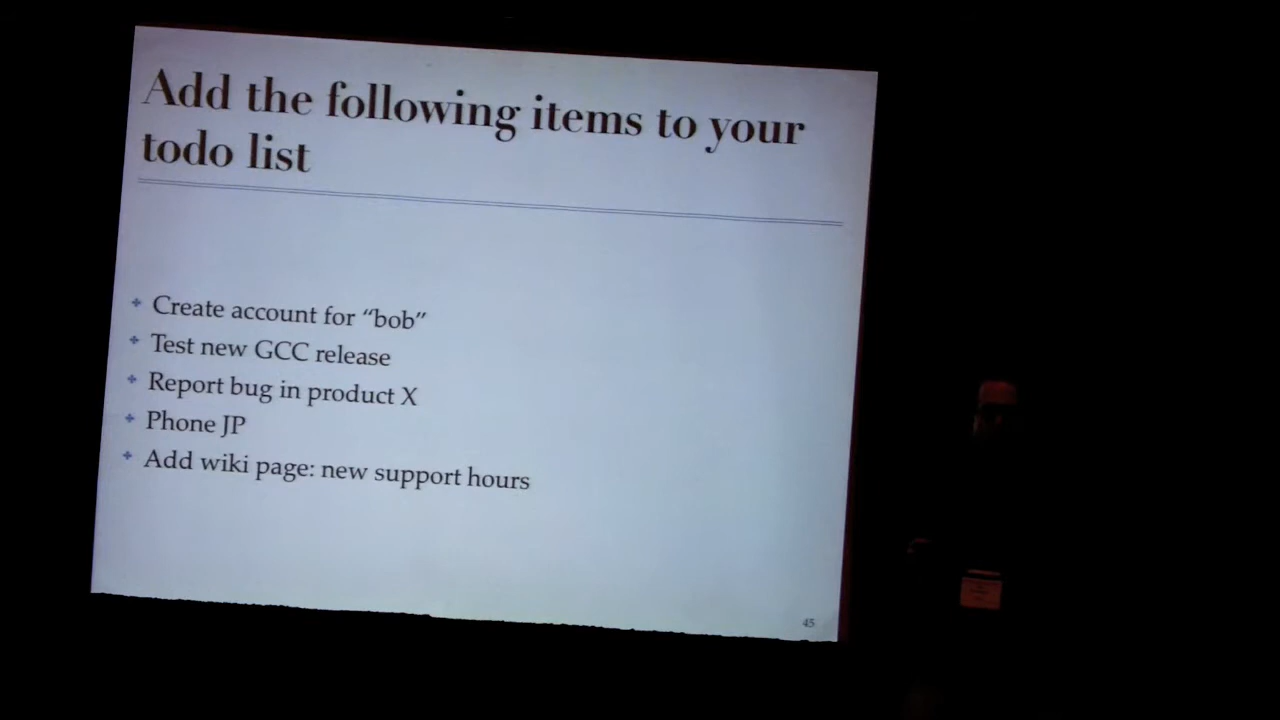 Add the following items to your
todo list
Create account for “bob”
Test new GCC release
Report bug in product X
Phone JP
Add wiki page: new support hours
45